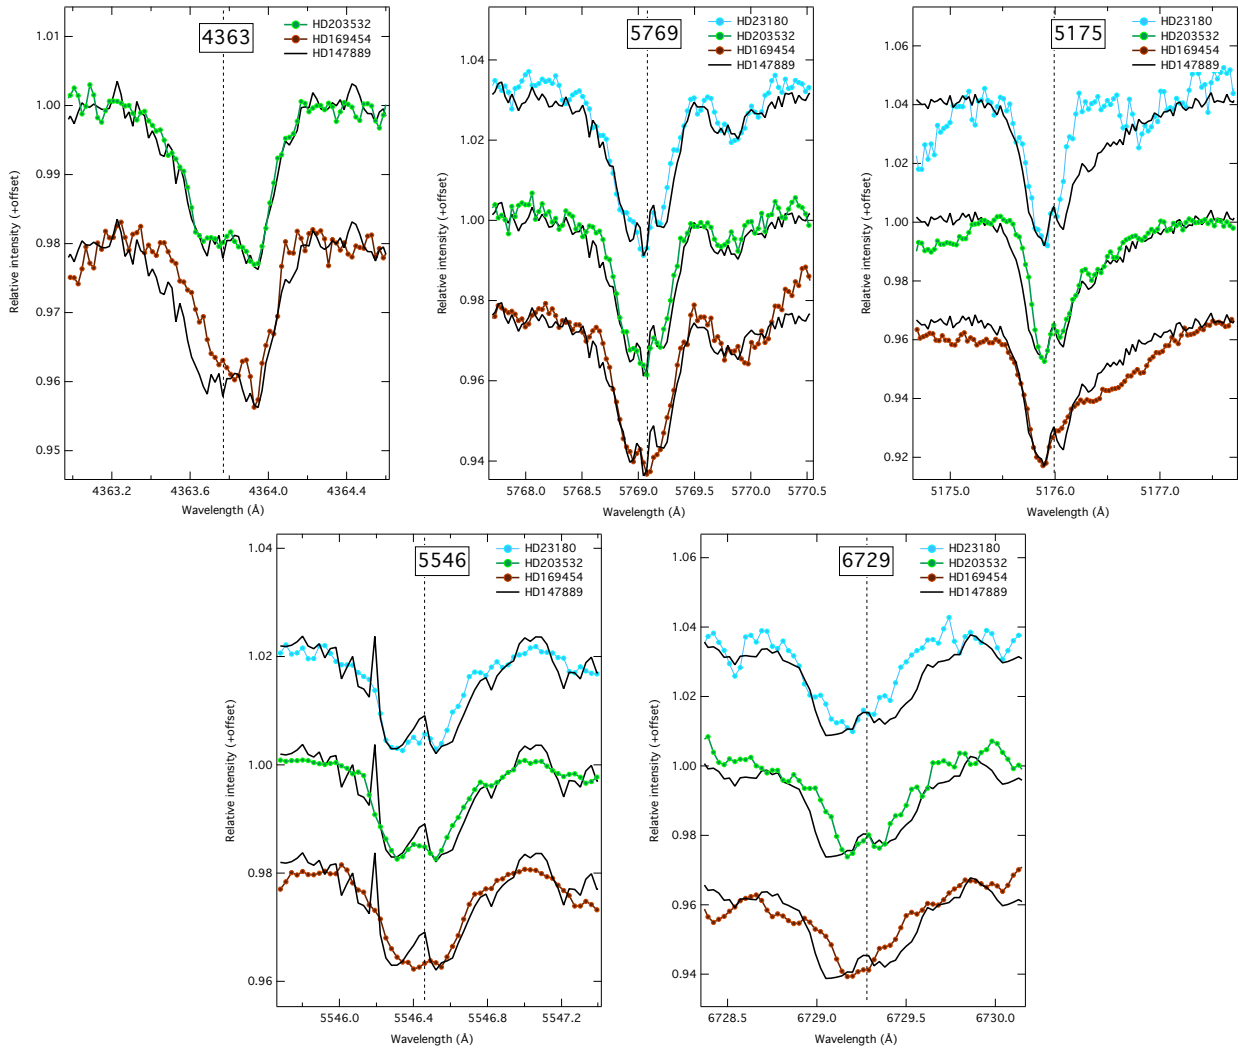 4363
HD203532
HD169454
HD147889
1.01
1.00
0.99
0.98
0.97
0.96
0.95
Relative intensity (+offset)
4363.2
4363.6
4364.0
4364.4
Wavelength (Å)
5769
HD23180
HD203532
HD169454
HD147889
1.04
1.02
1.00
0.98
0.96
0.94
Relative intensity (+offset)
5768.0
5768.5
5769.0
5769.5
5770.0
5770.5
Wavelength (Å)
5175
HD23180
HD203532
HD169454
HD147889
1.06
1.04
1.02
1.00
0.98
0.96
0.94
0.92
Relative intensity (+offset)
5175.0
5176.0
5177.0
Wavelength (Å)
5546
HD23180
HD203532
HD169454
HD147889
1.04
1.02
1.00
0.98
0.96
Relative intensity (+offset)
5546.0
5546.4
5546.8
5547.2
Wavelength (Å)
6729
HD23180
HD203532
HD169454
HD147889
1.06
1.04
1.02
1.00
0.98
0.96
0.94
Relative intensity (+offset)
6728.5
6729.0
6729.5
6730.0
Wavelength (Å)